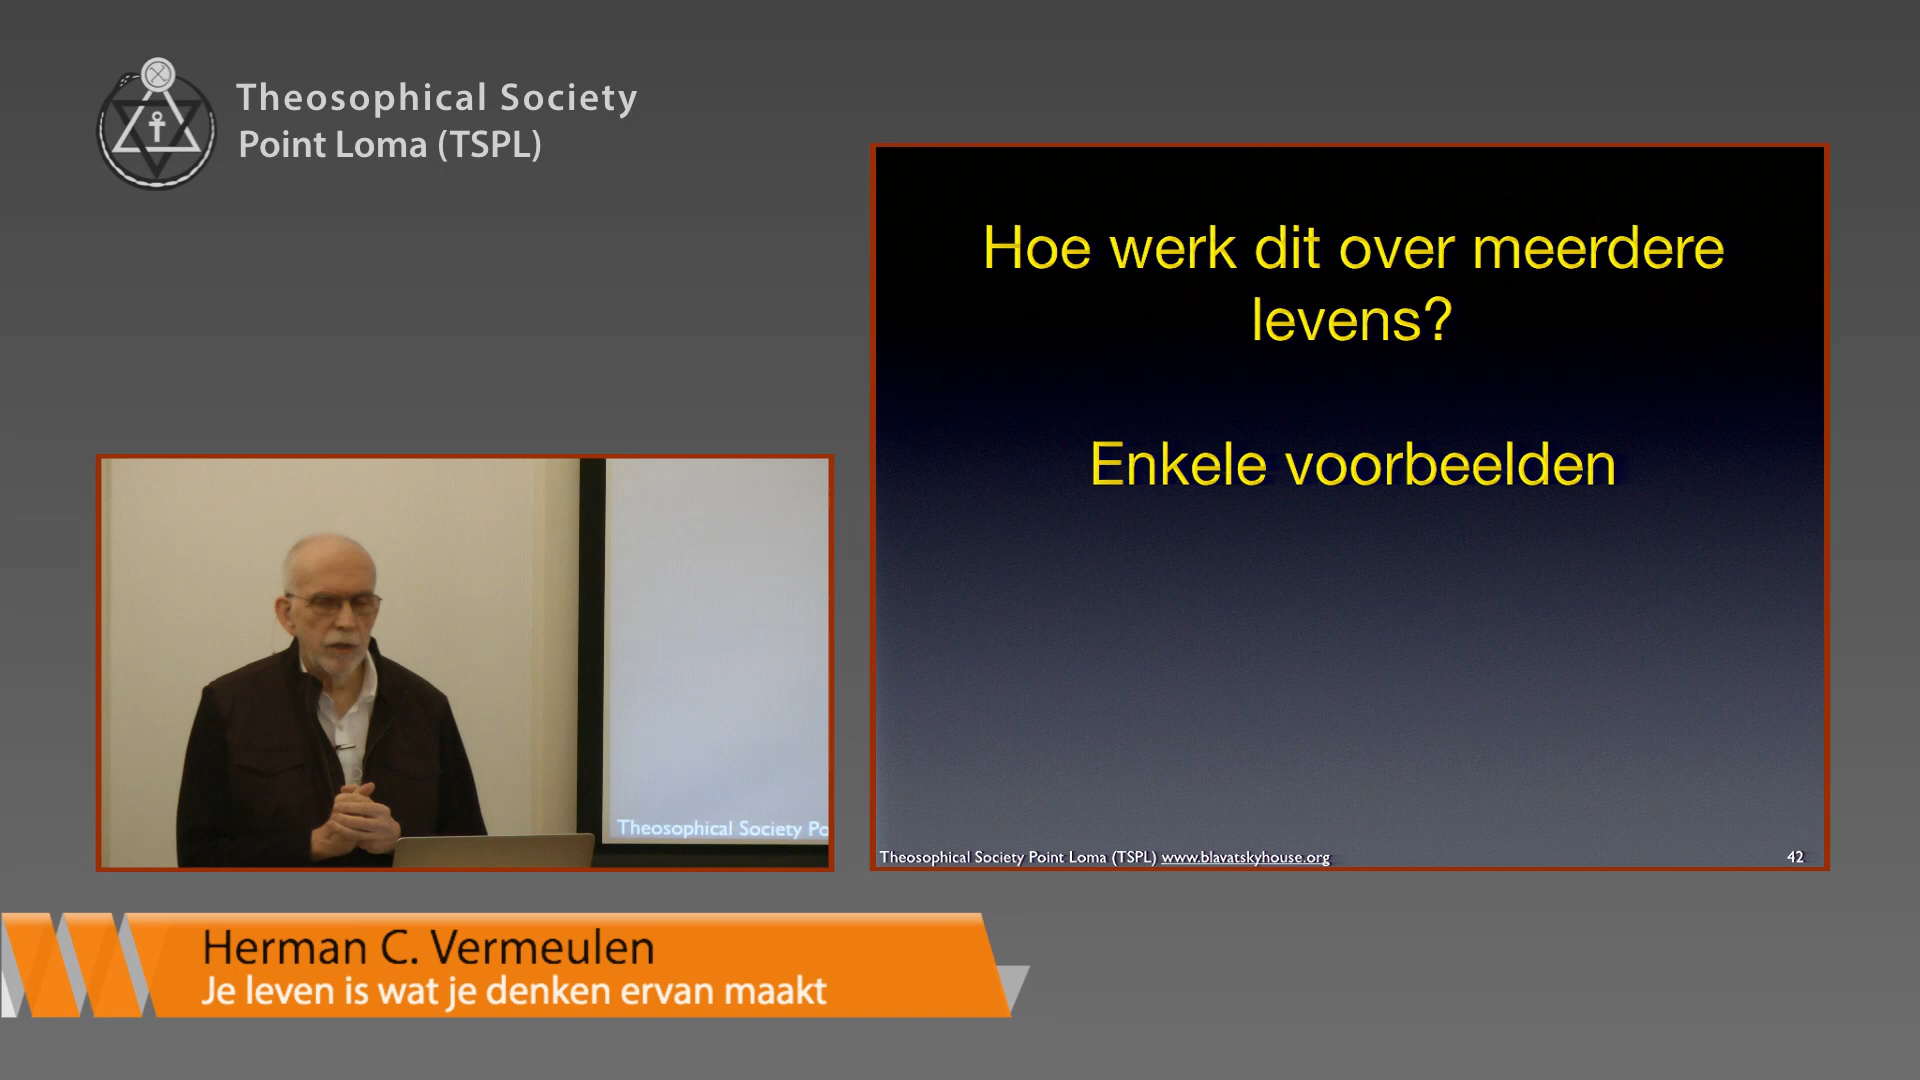 Theosophical Society
Point Loma (TSPL)
Hoe werk dit over meerdere
levens?
Enkele voorbeelden
Theosophical Society Point Loma (TSPL) www.blavatskyhouse.org
42
Theosophical Society Po
Herman C. Vermeulen
Je leven is wat je denken ervan maakt